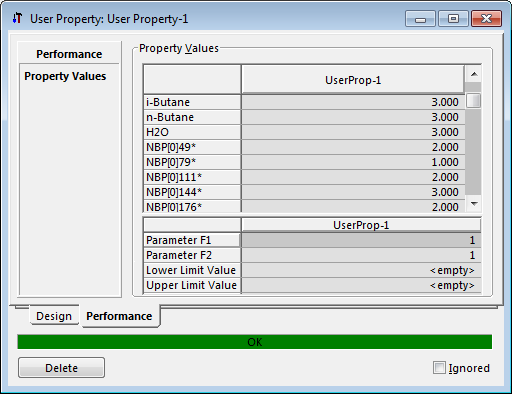 User Property: User Property-1
Performance
Property Values
Property Values
UserProp-1
i-Butane 3.000
n-Butane 3.000
H2O 3.000
NBP[0]49* 2.000
NBP[0]79* 1.000
NBP[0]111* 2.000
NBP[0]144* 3.000
NBP[0]176* 2.000
UserProp-1
Parameter F1 1
Parameter F2 1
Lower Limit Value <empty>
Upper Limit Value <empty>
Design Performance
OK
Delete Ignored